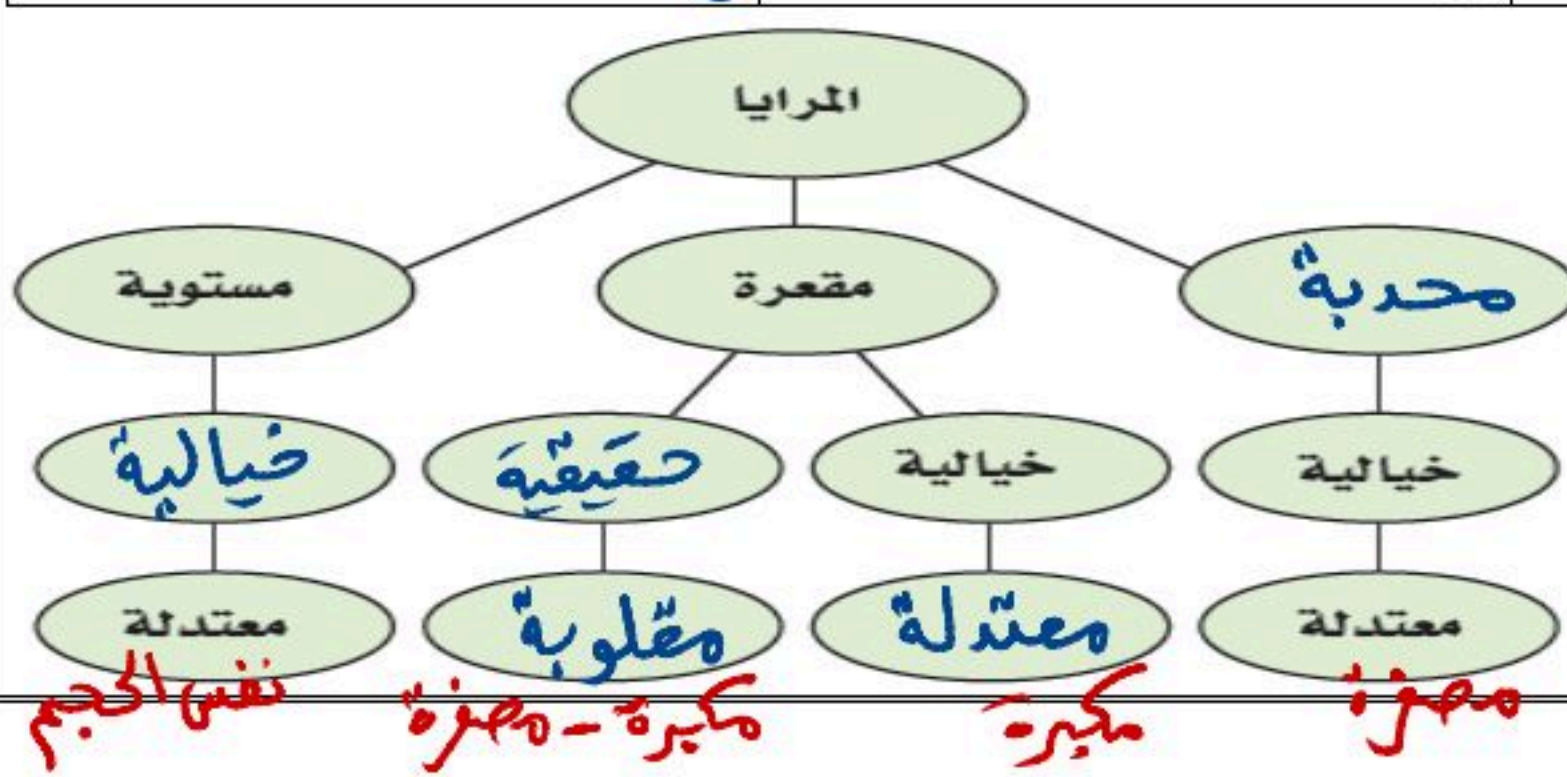 المرايا
محدبة مقعرة مستوية
خيالية خيالية حقيقية خيالية
معتدلة معتدلة مقلوبة معتدلة
مصغرة مكبرة مكبرة - مصغرة نفس الحجم